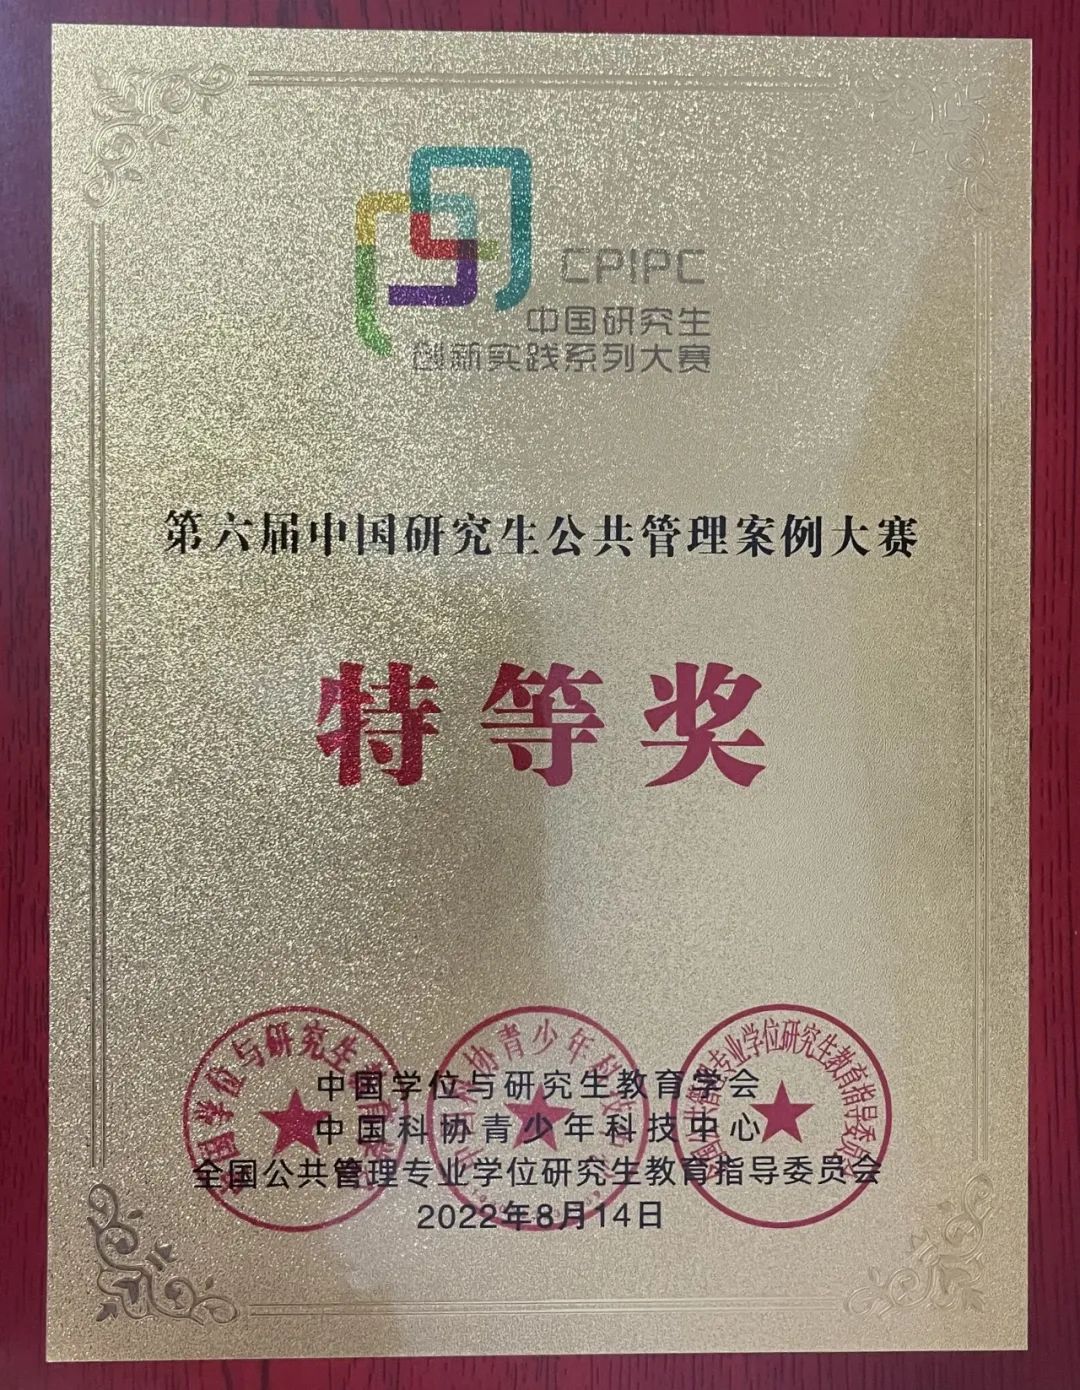 CPIPC
中国研究生
创新实践系列大赛
第六届中国研究生公共管理案例大赛
特等奖
中国学位与研究生教育学会
中国科协青少年科技中心
全国公共管理专业学位研究生教育指导委员会
2022年8月14日